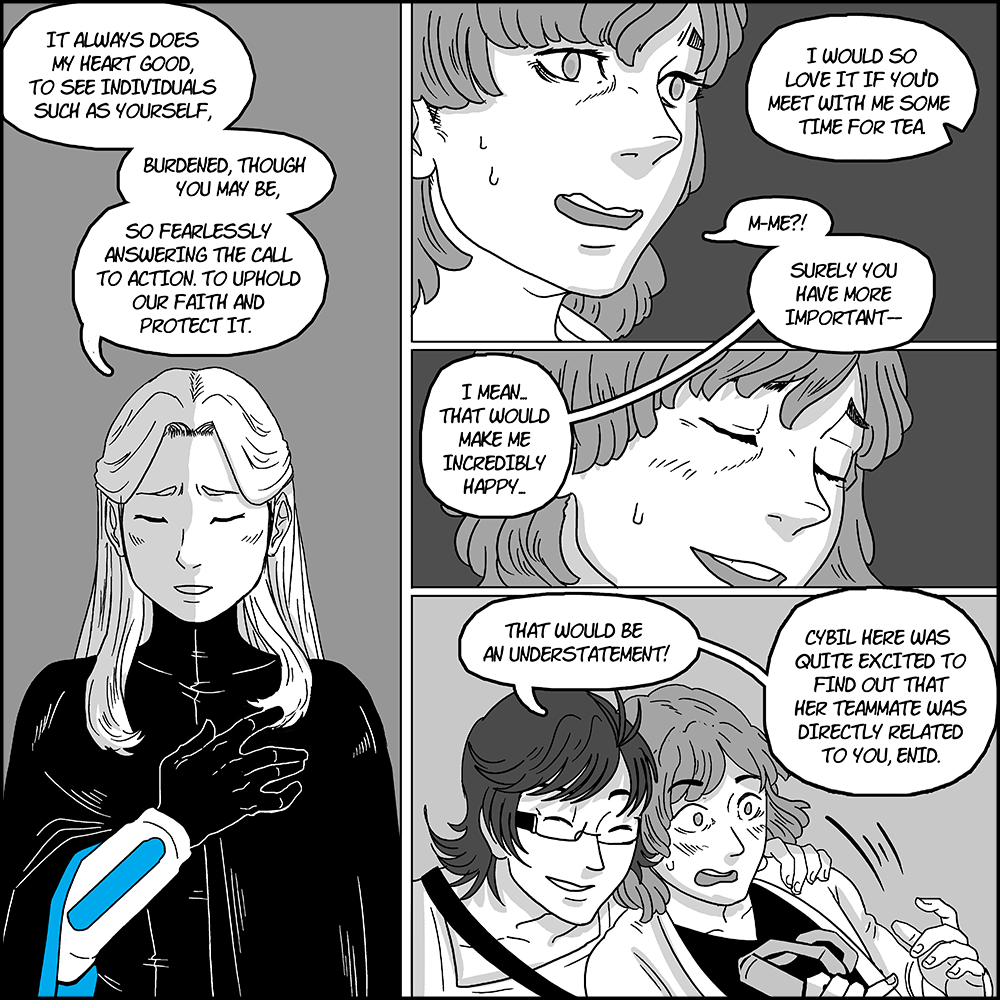 IT ALWAYS DOES
MY HEART GOOD,
TO SEE INDIVIDUALS
SUCH AS YOURSELF,
BURDENED, THOUGH
YOU MAY BE,
SO FEARLESSLY
ANSWERING THE CALL
TO ACTION. TO UPHOLD
OUR FAITH AND
PROTECT IT.
I WOULD SO
LOVE IT IF YOU'D
MEET WITH ME SOME
TIME FOR TEA
M-ME?!
SURELY YOU
HAVE MORE
IMPORTANT--
I MEAN...
THAT WOULD
MAKE ME
INCREDIBLY
HAPPY...
THAT WOULD BE
AN UNDERSTATEMENT!
CYBIL HERE WAS
QUITE EXCITED TO
FIND OUT THAT
HER TEAMMATE WAS
DIRECTLY RELATED
TO YOU, ENID.